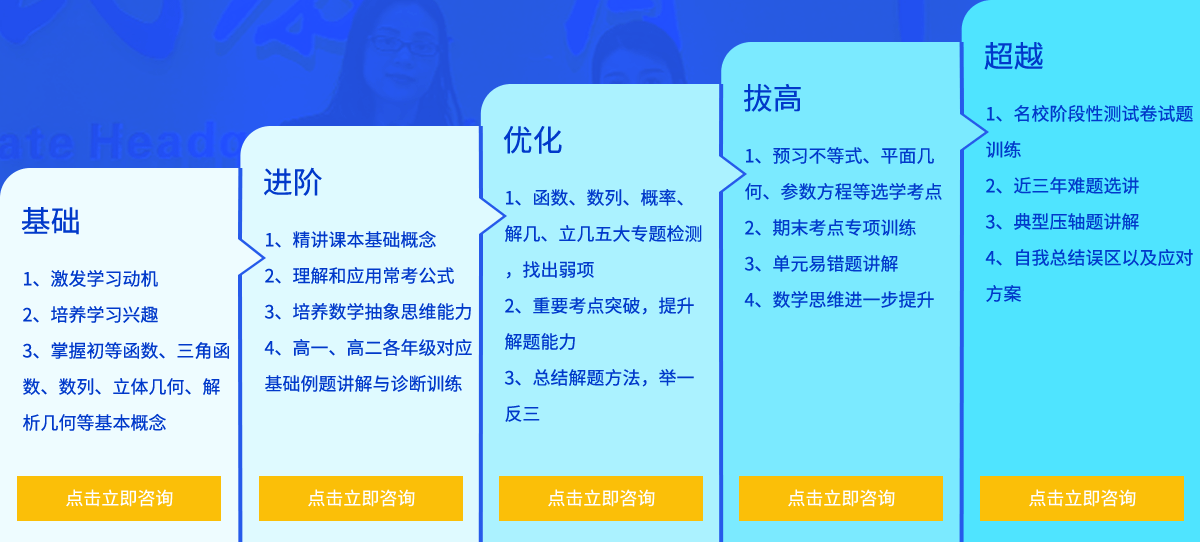 ate Headq
基础
1、激发学习动机
2、培养学习兴趣
3、掌握初等函数、三角函
数、数列、立体几何、解
析几何等基本概念
点击立即咨询
进阶
1、精讲课本基础概念
2、理解和应用常考公式
3、培养数学抽象思维能力
4、高一、高二各年级对应
基础例题讲解与诊断训练
点击立即咨询
优化
1、函数、数列、概率、
解几、立几五大专题检测
，找出弱项
2、重要考点突破，提升
解题能力
3、总结解题方法，举一
反三
点击立即咨询
拔高
1、预习不等式、平面几
何、参数方程等选学考点
2、期末考点专项训练
3、单元易错题讲解
4、数学思维进一步提升
点击立即咨询
超越
1、名校阶段性测试卷试题
训练
2、近三年难题选讲
3、典型压轴题讲解
4、自我总结误区以及应对
方案
点击立即咨询